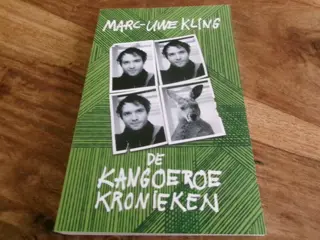 MARC-UWE KLING
DE
KANGOEROE
KRONIEKEN